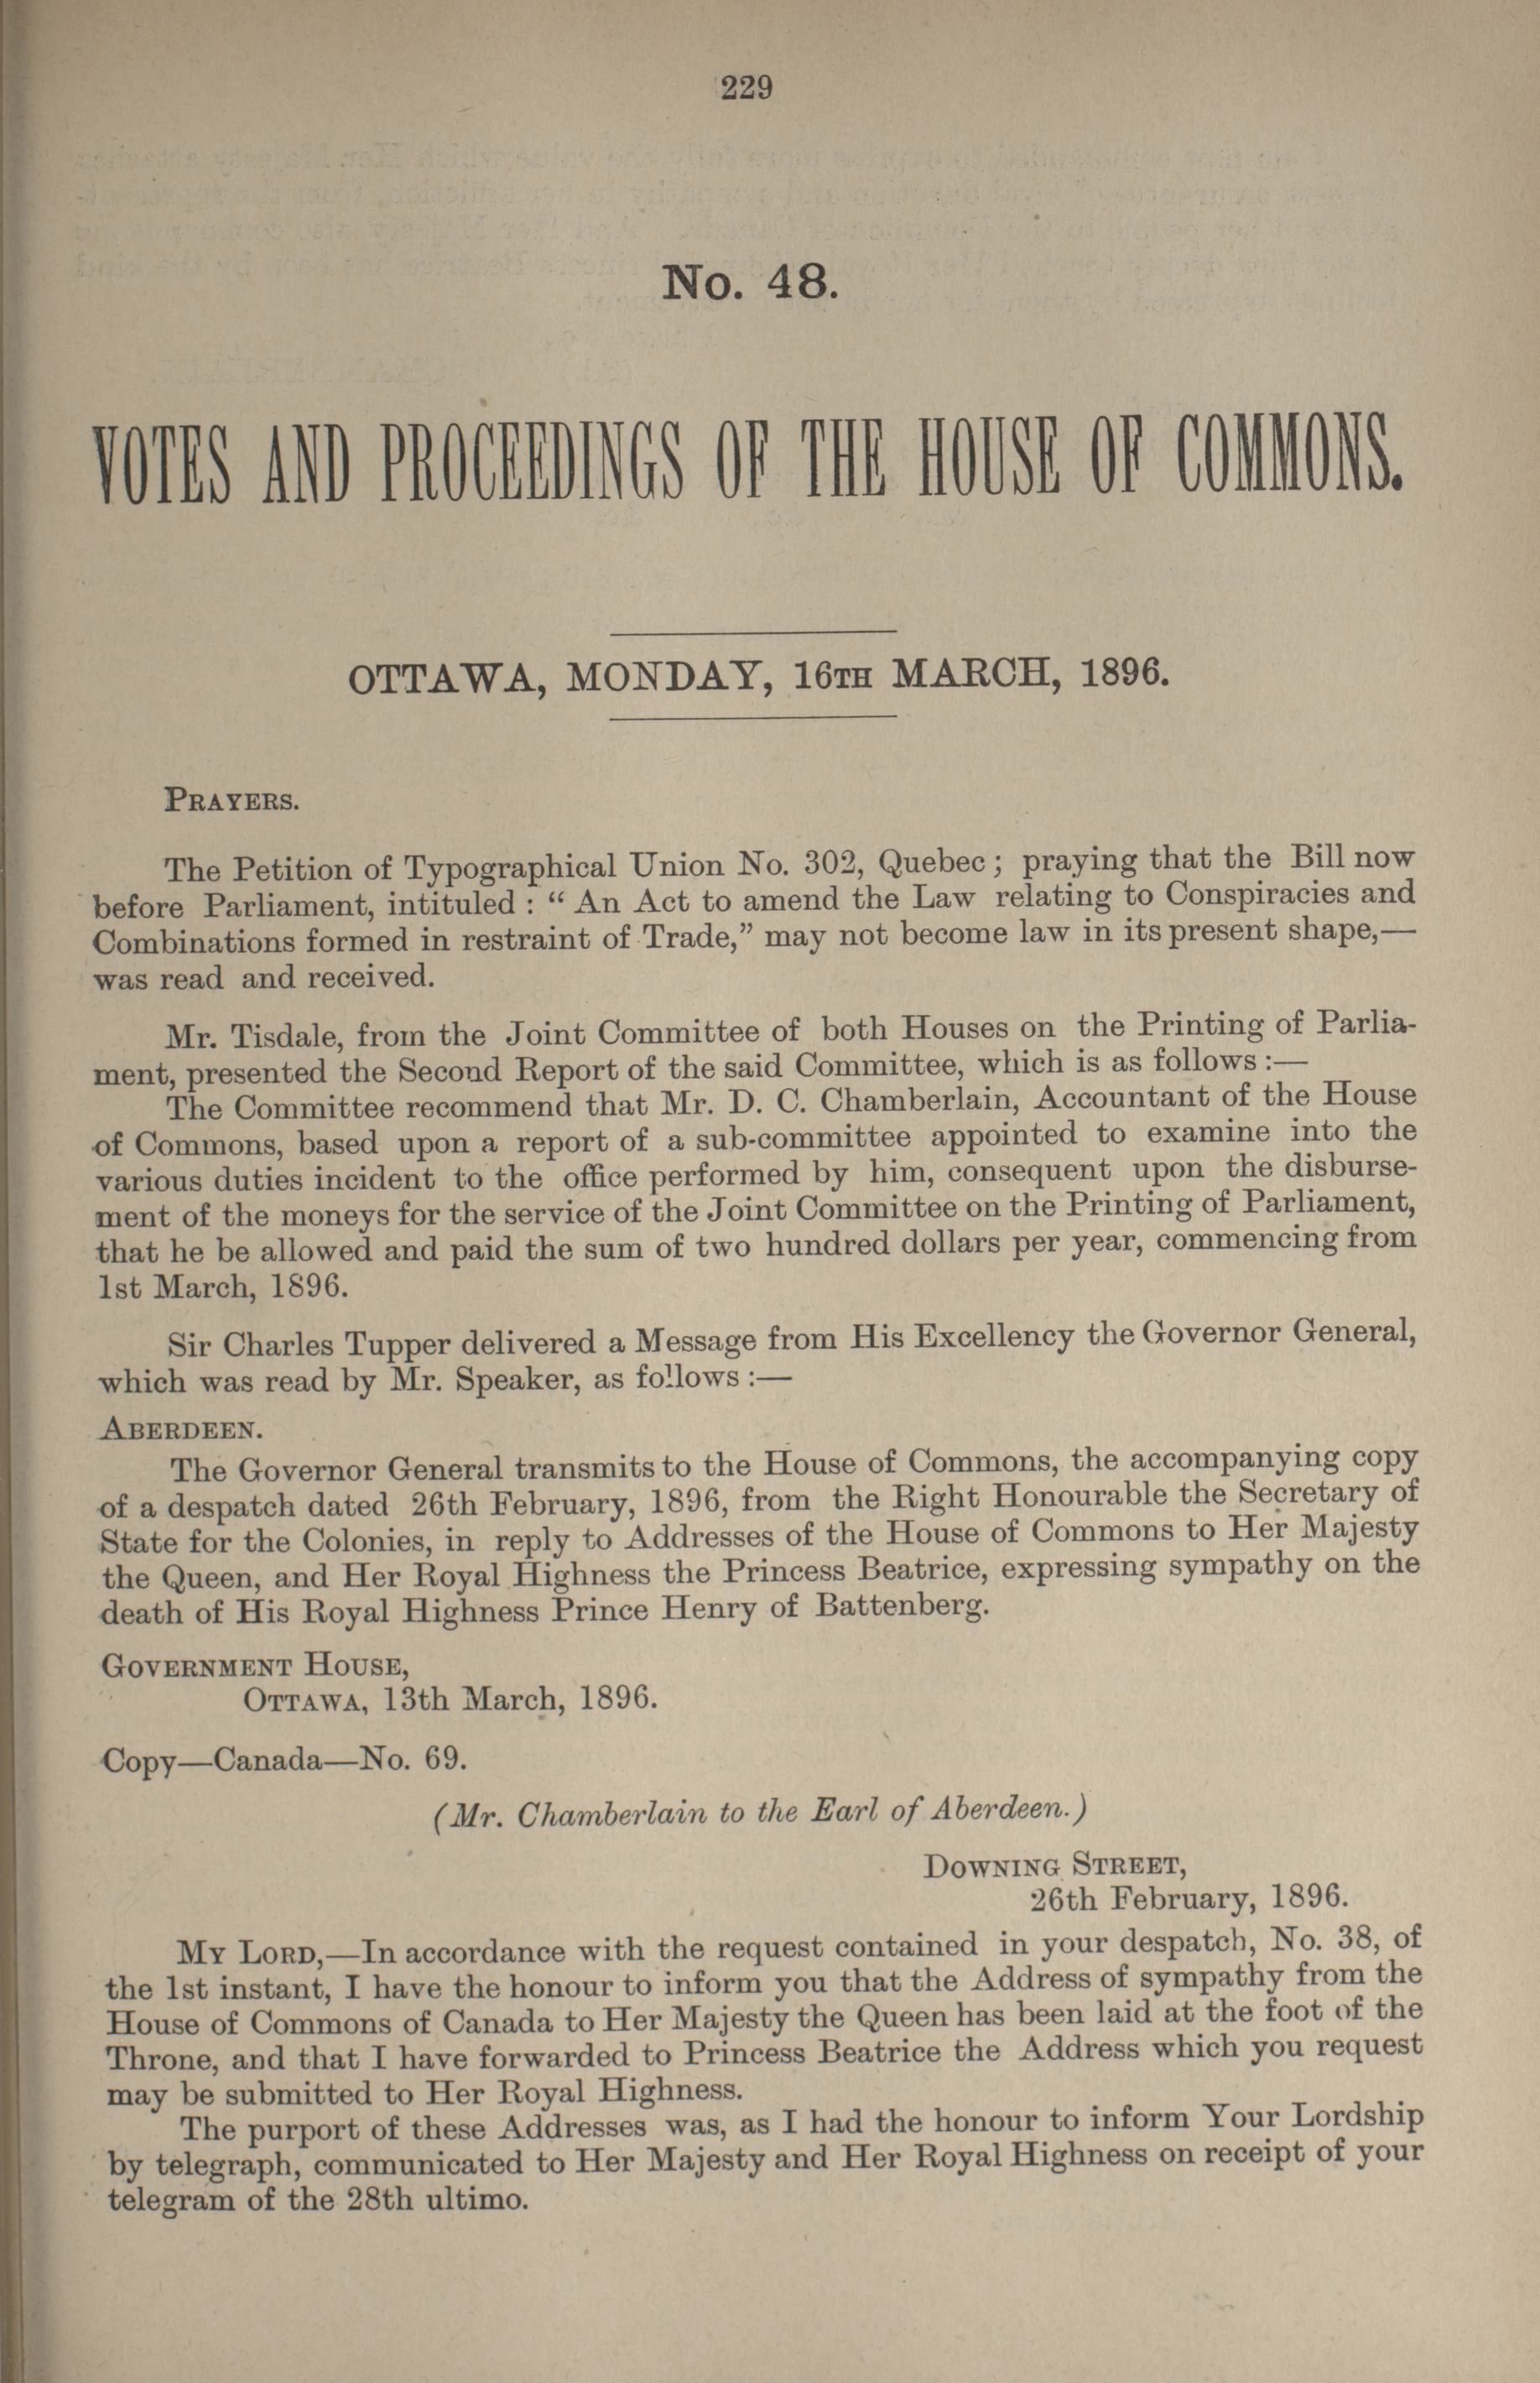 229
No. 48.
VOTES AND PROCEEDINGS OF THE HOUSE OF COMMONS.
OTTAWA, MONDAY, 16TH MARCH, 1896.
PRAYERS.
The Petition of Typographical Union No. 302, Quebec; praying that the Bill now
before Parliament, intituled : “ An Act to amend the Law relating to Conspiracies and
Combinations formed in restraint of Trade,” may not become law in its present shape,—
was read and received.
Mr. Tisdale, from the Joint Committee of both Houses on the Printing of Parlia-
ment, presented the Second Report of the said Committee, which is as follows :—
The Committee recommend that Mr. D. C. Chamberlain, Accountant of the House
of Commons, based upon a report of a sub-committee appointed to examine into the
various duties incident to the office performed by him, consequent upon the disburse-
ment of the moneys for the service of the Joint Committee on the Printing of Parliament,
that he be allowed and paid the sum of two hundred dollars per year, commencing from
1st March, 1896.
Sir Charles Tupper delivered a Message from His Excellency the Governor General,
which was read by Mr. Speaker, as follows :—
ABERDEEN.
The Governor General transmits to the House of Commons, the accompanying copy
of a despatch dated 26th February, 1896, from the Right Honourable the Secretary of
State for the Colonies, in reply to Addresses of the House of Commons to Her Majesty
the Queen, and Her Royal Highness the Princess Beatrice, expressing sympathy on the
death of His Royal Highness Prince Henry of Battenberg.
GOVERNMENT HOUSE,
OTTAWA, 13th March, 1896.
Copy—Canada—No. 69.
(Mr. Chamberlain to the Earl of Aberdeen.)
DOWNING STREET,
26th February, 1896.
MY LORD,—In accordance with the request contained in your despatch, No. 38, of
the 1st instant, I have the honour to inform you that the Address of sympathy from the
House of Commons of Canada to Her Majesty the Queen has been laid at the foot of the
Throne, and that I have forwarded to Princess Beatrice the Address which you request
may be submitted to Her Royal Highness.
The purport of these Addresses was, as I had the honour to inform Your Lordship
by telegraph, communicated to Her Majesty and Her Royal Highness on receipt of your
telegram of the 28th ultimo.